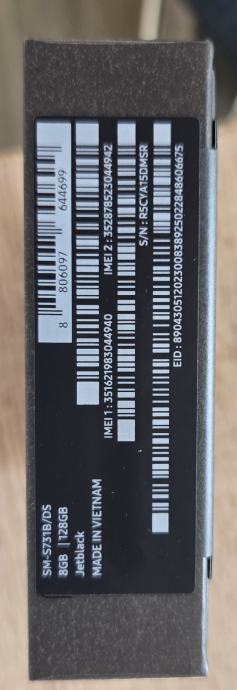 SM-S731B/DS
8GB | 128GB
Jetblack
MADE IN VIETNAM
8 806097 644699
IMEI 1 : 351621983044940
IMEI 2 : 352878523044942
S/N : R5CYA15DMSR
EID : 89043051202300838925022848606675